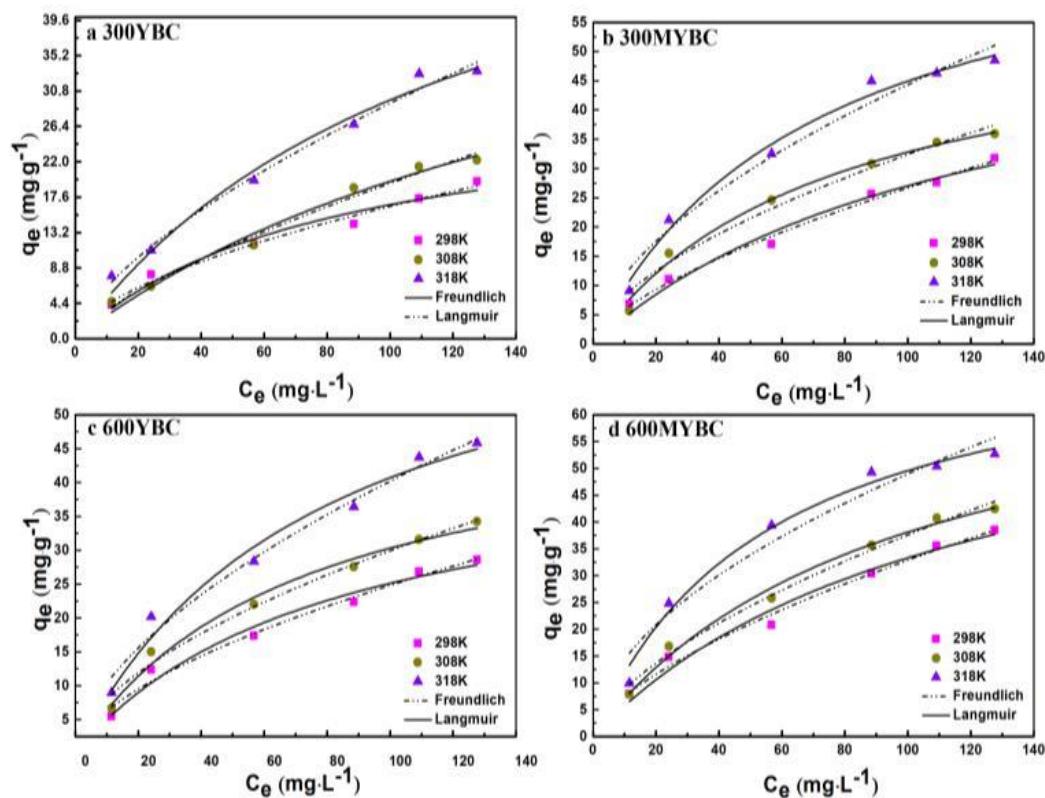 a 300YBC
39.6
35.2
30.8
26.4
22.0
17.6
13.2
8.8
4.4
0.0
qe (mg g-1)
298K
308K
318K
Freundlich
Langmuir
0 20 40 60 80 100 120 140
Ce (mg·L-1)
b 300MYBC
55
50
45
40
35
30
25
20
15
10
5
0
qe (mg·g-1)
298K
308K
318K
Freundlich
Langmuir
0 20 40 60 80 100 120 140
Ce (mg·L-1)
c 600YBC
50
45
40
35
30
25
20
15
10
5
qe (mg g-1)
298K
308K
318K
Freundlich
Langmuir
0 20 40 60 80 100 120 140
Ce (mg·L-1)
d 600MYBC
60
55
50
45
40
35
30
25
20
15
10
5
0
qe (mg g-1)
298K
308K
318K
Freundlich
Langmuir
0 20 40 60 80 100 120 140
Ce (mg·L-1)